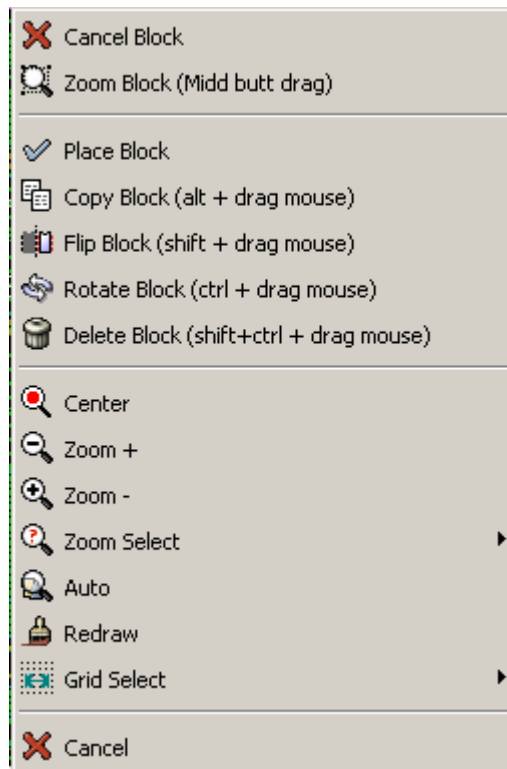 Cancel Block
Zoom Block (Midd butt drag)
Place Block
Copy Block (alt + drag mouse)
Flip Block (shift + drag mouse)
Rotate Block (ctrl + drag mouse)
Delete Block (shift+ctrl + drag mouse)
Center
Zoom +
Zoom -
Zoom Select
Auto
Redraw
Grid Select
Cancel